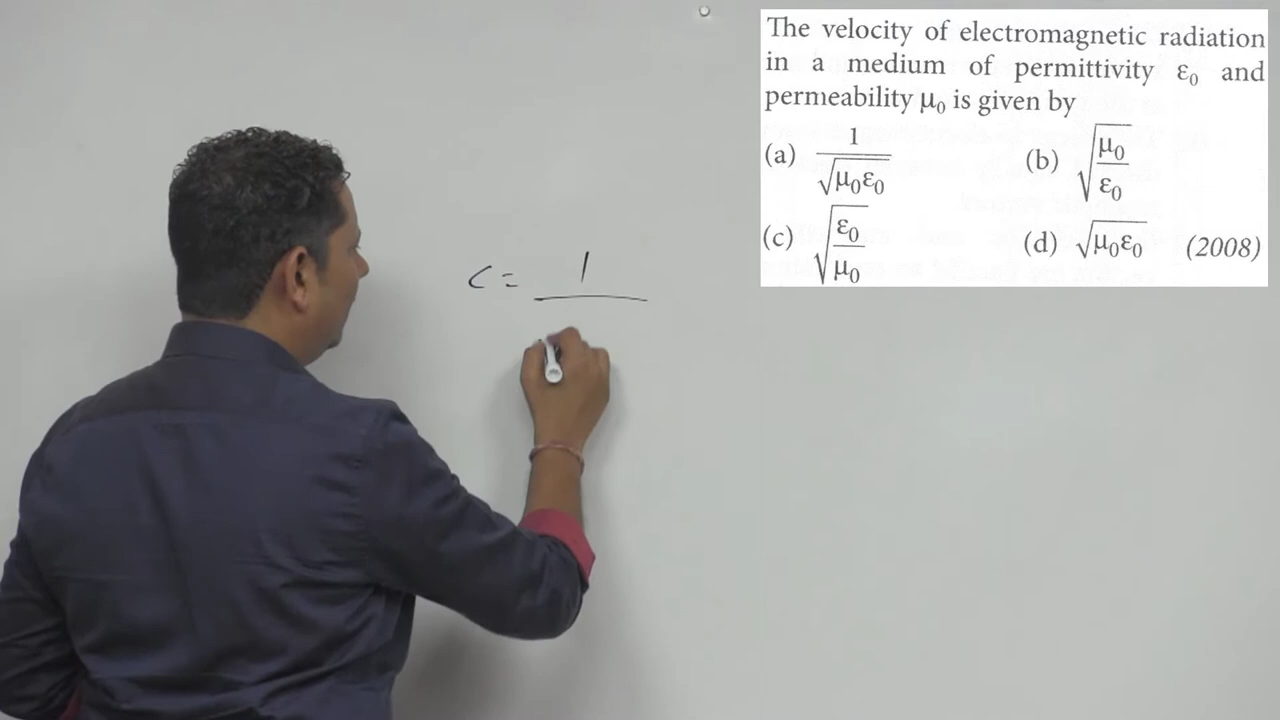 The velocity of electromagnetic radiation
in a medium of permittivity ε₀ and
permeability μ₀ is given by
(a) 1/√(μ₀ε₀) (b) √(μ₀/ε₀)
(c) √(ε₀/μ₀) (d) √(μ₀ε₀) (2008)
c = 1